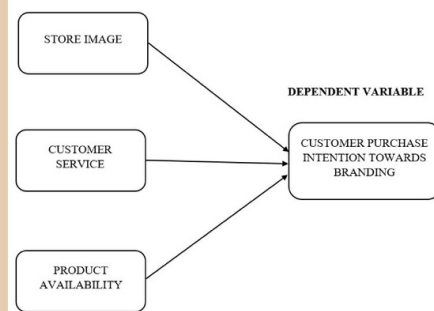 STORE IMAGE
DEPENDENT VARIABLE
CUSTOMER
SERVICE
CUSTOMER PURCHASE
INTENTION TOWARDS
BRANDING
PRODUCT
AVAILABILITY